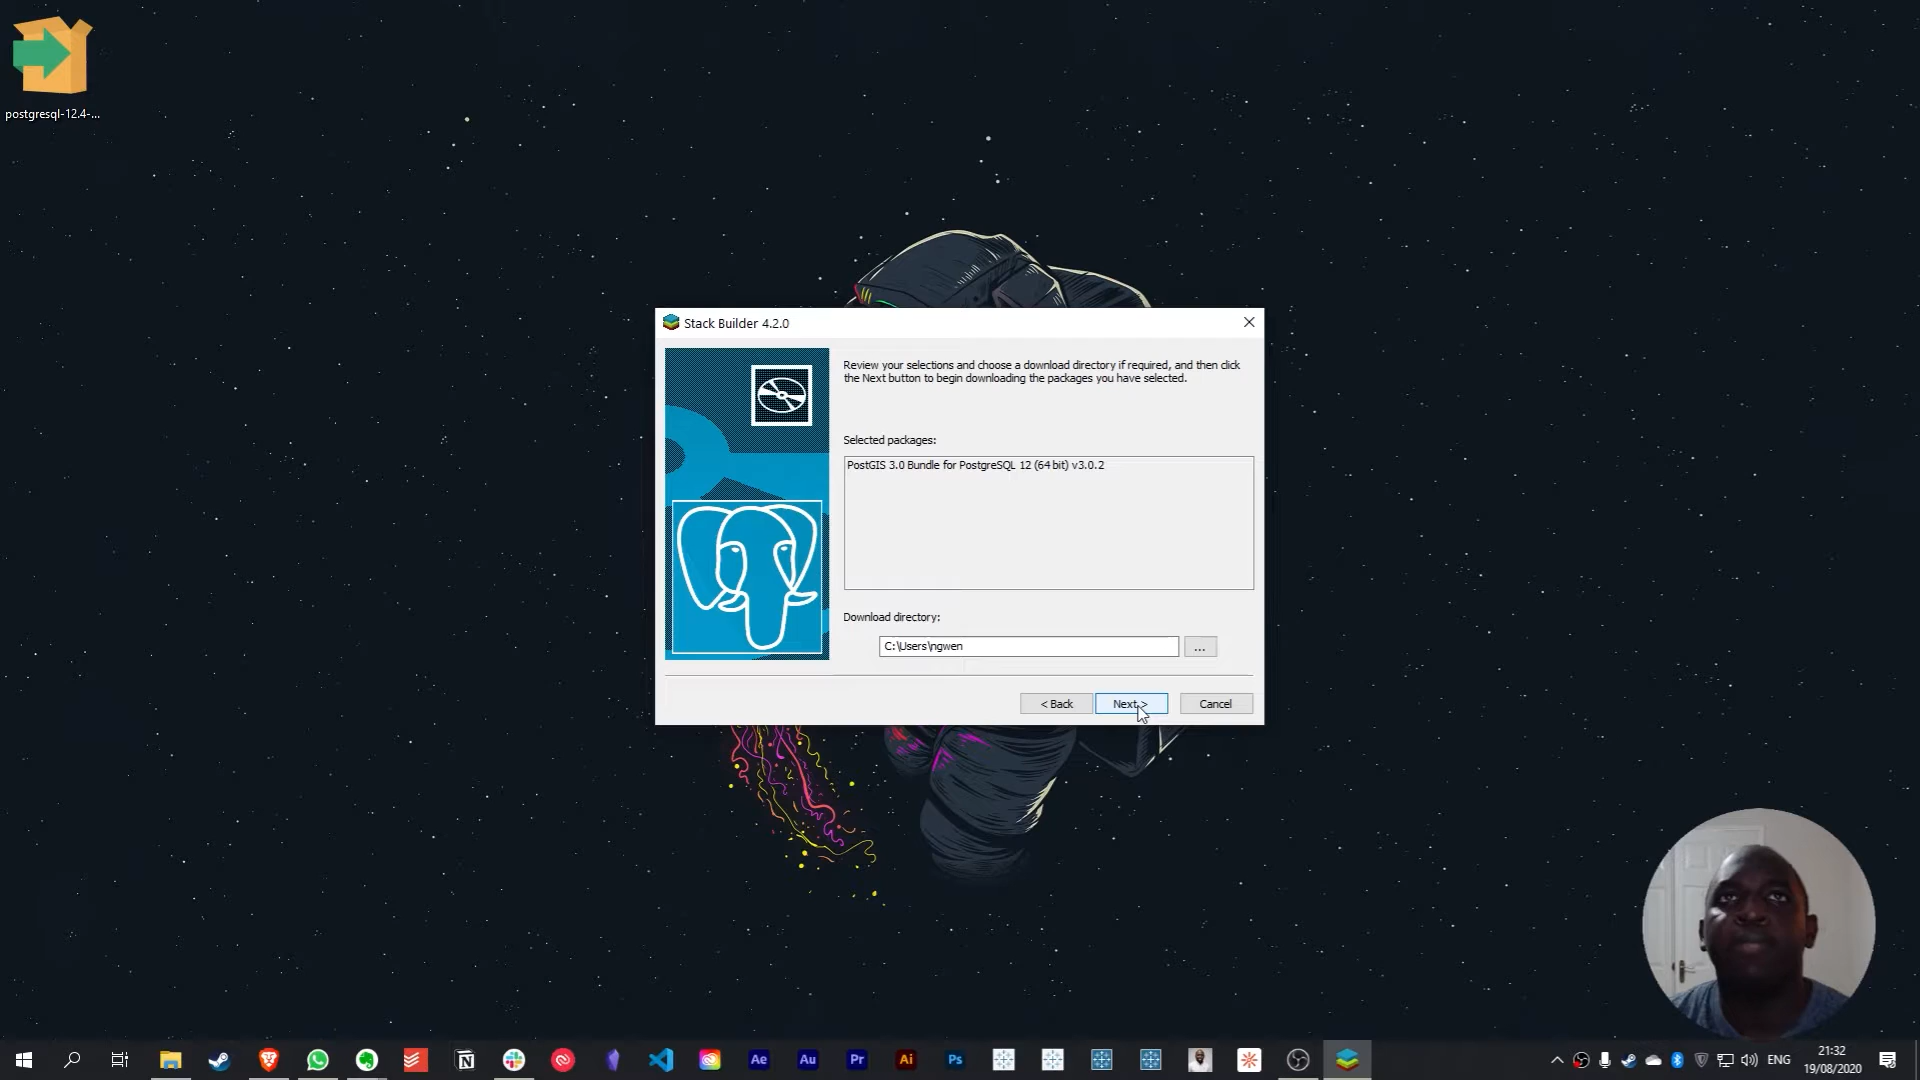 postgresql-12.4-...
Stack Builder 4.2.0
Review your selections and choose a download directory if required, and then click
the Next button to begin downloading the packages you have selected.
Selected packages:
PostGIS 3.0 Bundle for PostgreSQL 12 (64 bit) v3.0.2
Download directory:
C:\Users\ngwen
...
< Back
Next >
Cancel
Ae
Au
Pr
Ai
Ps
ENG
21:32
19/08/2020